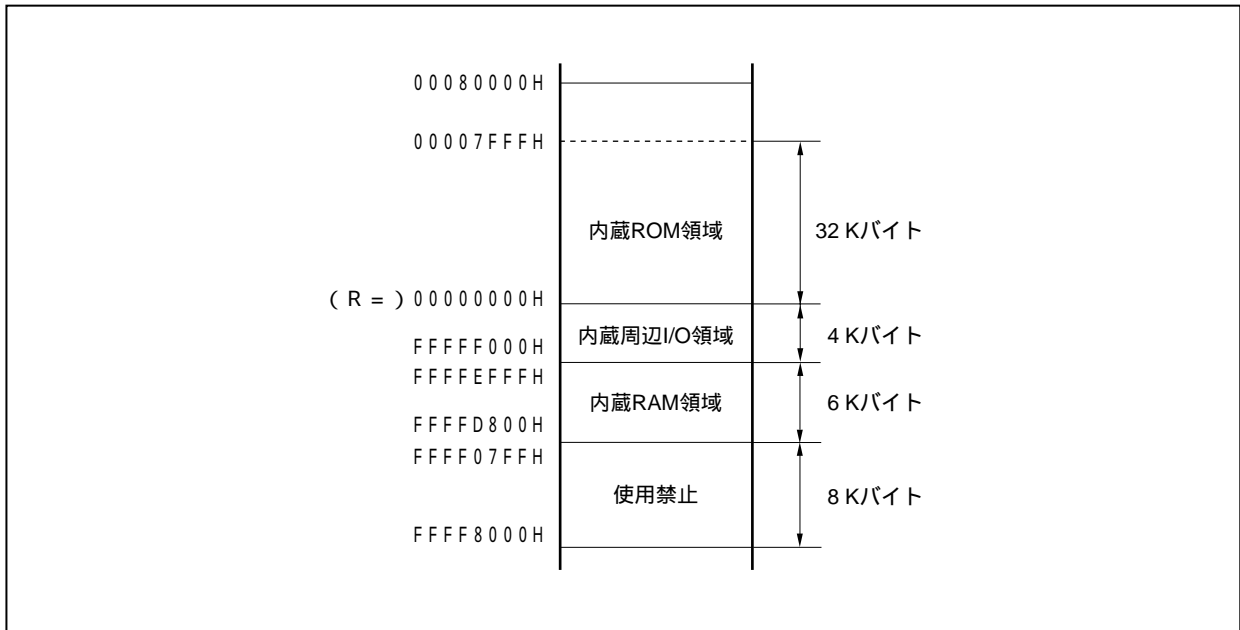 00080000H
00007FFFH
内蔵ROM領域
32 Kバイト
( R = ) 00000000H
内蔵周辺I/O領域
4 Kバイト
FFFFF000H
FFFFEFFFH
内蔵RAM領域
6 Kバイト
FFFFD800H
FFFF07FFH
使用禁止
8 Kバイト
FFFF8000H